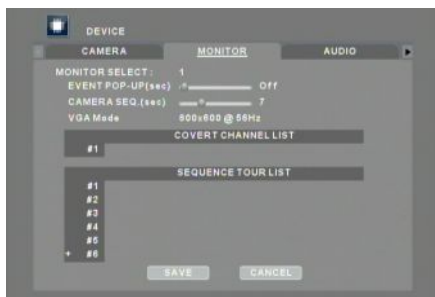 DEVICE
CAMERA MONITOR AUDIO
MONITOR SELECT: 1
EVENT POP-UP(sec) Off
CAMERA SEQ.(sec) 7
VGA Mode 800x600 @ 56Hz
COVERT CHANNEL LIST
#1
SEQUENCE TOUR LIST
#1
#2
#3
#4
#5
+ #6
SAVE CANCEL